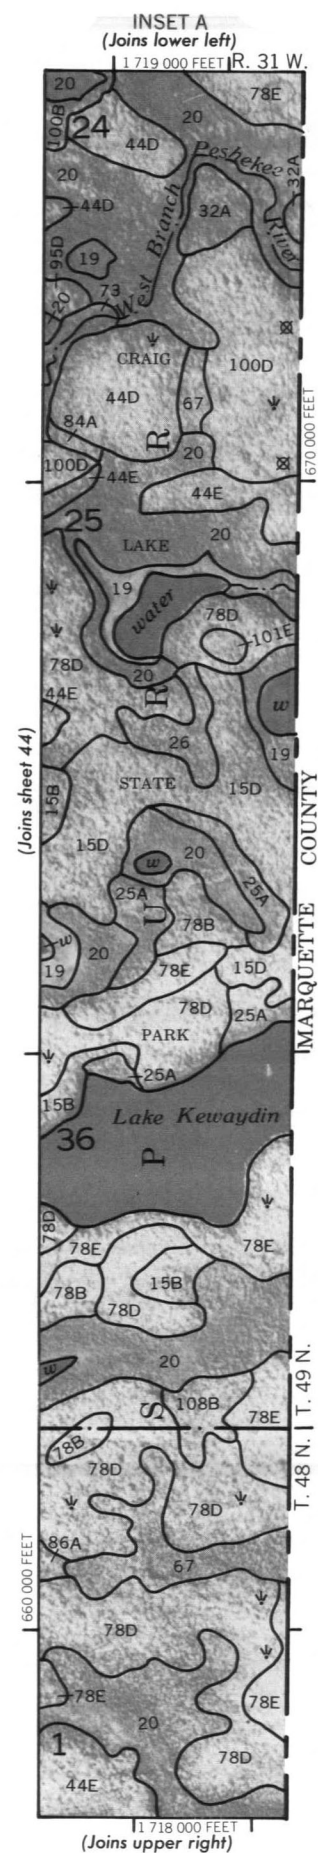 INSET A
(Joins lower left)
1 719 000 FEET R. 31 W.
20
78E
100B
24
20
44D
Peshekee
20
32A
44D
32A
West Branch
River
95D
19
73
20
CRAIG
100D
44D
67
R
670 000 FEET
84A
20
100D
44E
44E
25
20
LAKE
19
water
78D
101E
78D
20
44E
R
w
26
19
STATE
15B
15D
(Joins sheet 44)
MARQUETTE COUNTY
15D
w
20
25A
25A
U
78B
w
20
19
78E
15D
78D
25A
PARK
25A
15B
Lake Kewaydin
36
P
78D
78E
78E
15B
78B
78D
20
w
T. 49 N.
108B
S
78E
78B
T. 48 N.
78D
78D
86A
67
660 000 FEET
78D
78E
78E
20
1
78D
44E
1 718 000 FEET
(Joins upper right)